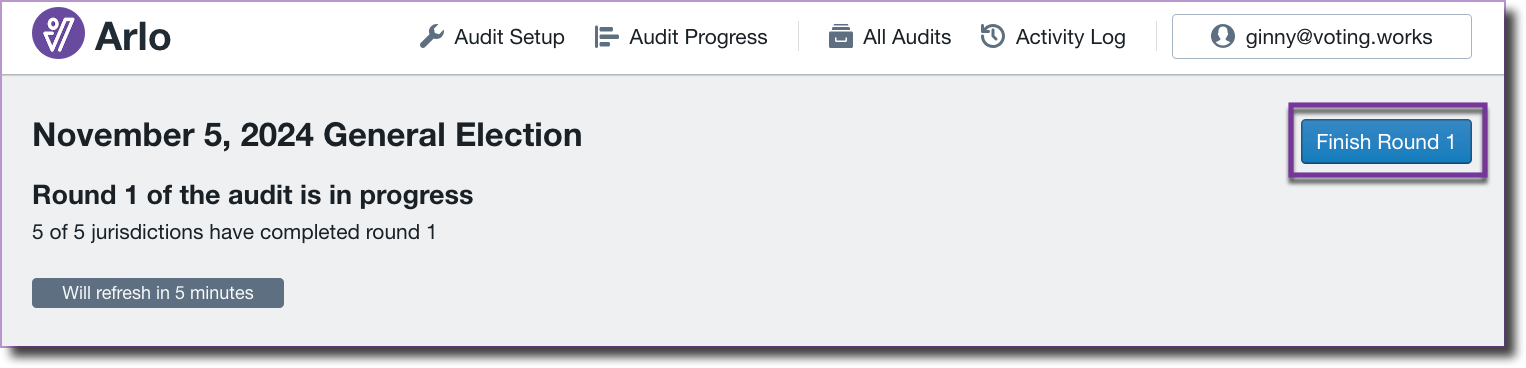 Arlo
Audit Setup
Audit Progress
All Audits
Activity Log
ginny@voting.works
November 5, 2024 General Election
Finish Round 1
Round 1 of the audit is in progress
5 of 5 jurisdictions have completed round 1
Will refresh in 5 minutes